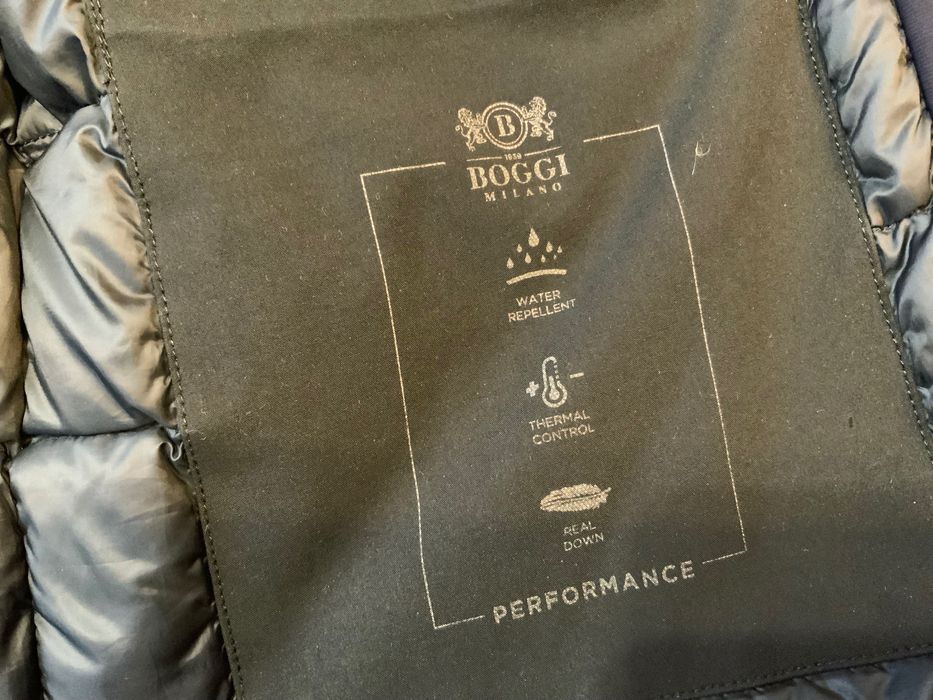 B
1939
BOGGI
MILANO
WATER
REPELLENT
THERMAL
CONTROL
REAL
DOWN
PERFORMANCE